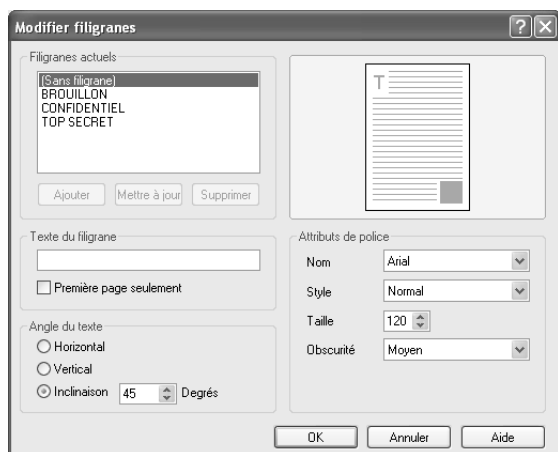 Modifier filigranes
Filigranes actuels
(Sans filigrane)
BROUILLON
CONFIDENTIEL
TOP SECRET
Ajouter
Mettre à jour
Supprimer
T
Texte du filigrane
Première page seulement
Angle du texte
Horizontal
Vertical
Inclinaison 45 Degrés
Attributs de police
Nom Arial
Style Normal
Taille 120
Obscurité Moyen
OK
Annuler
Aide